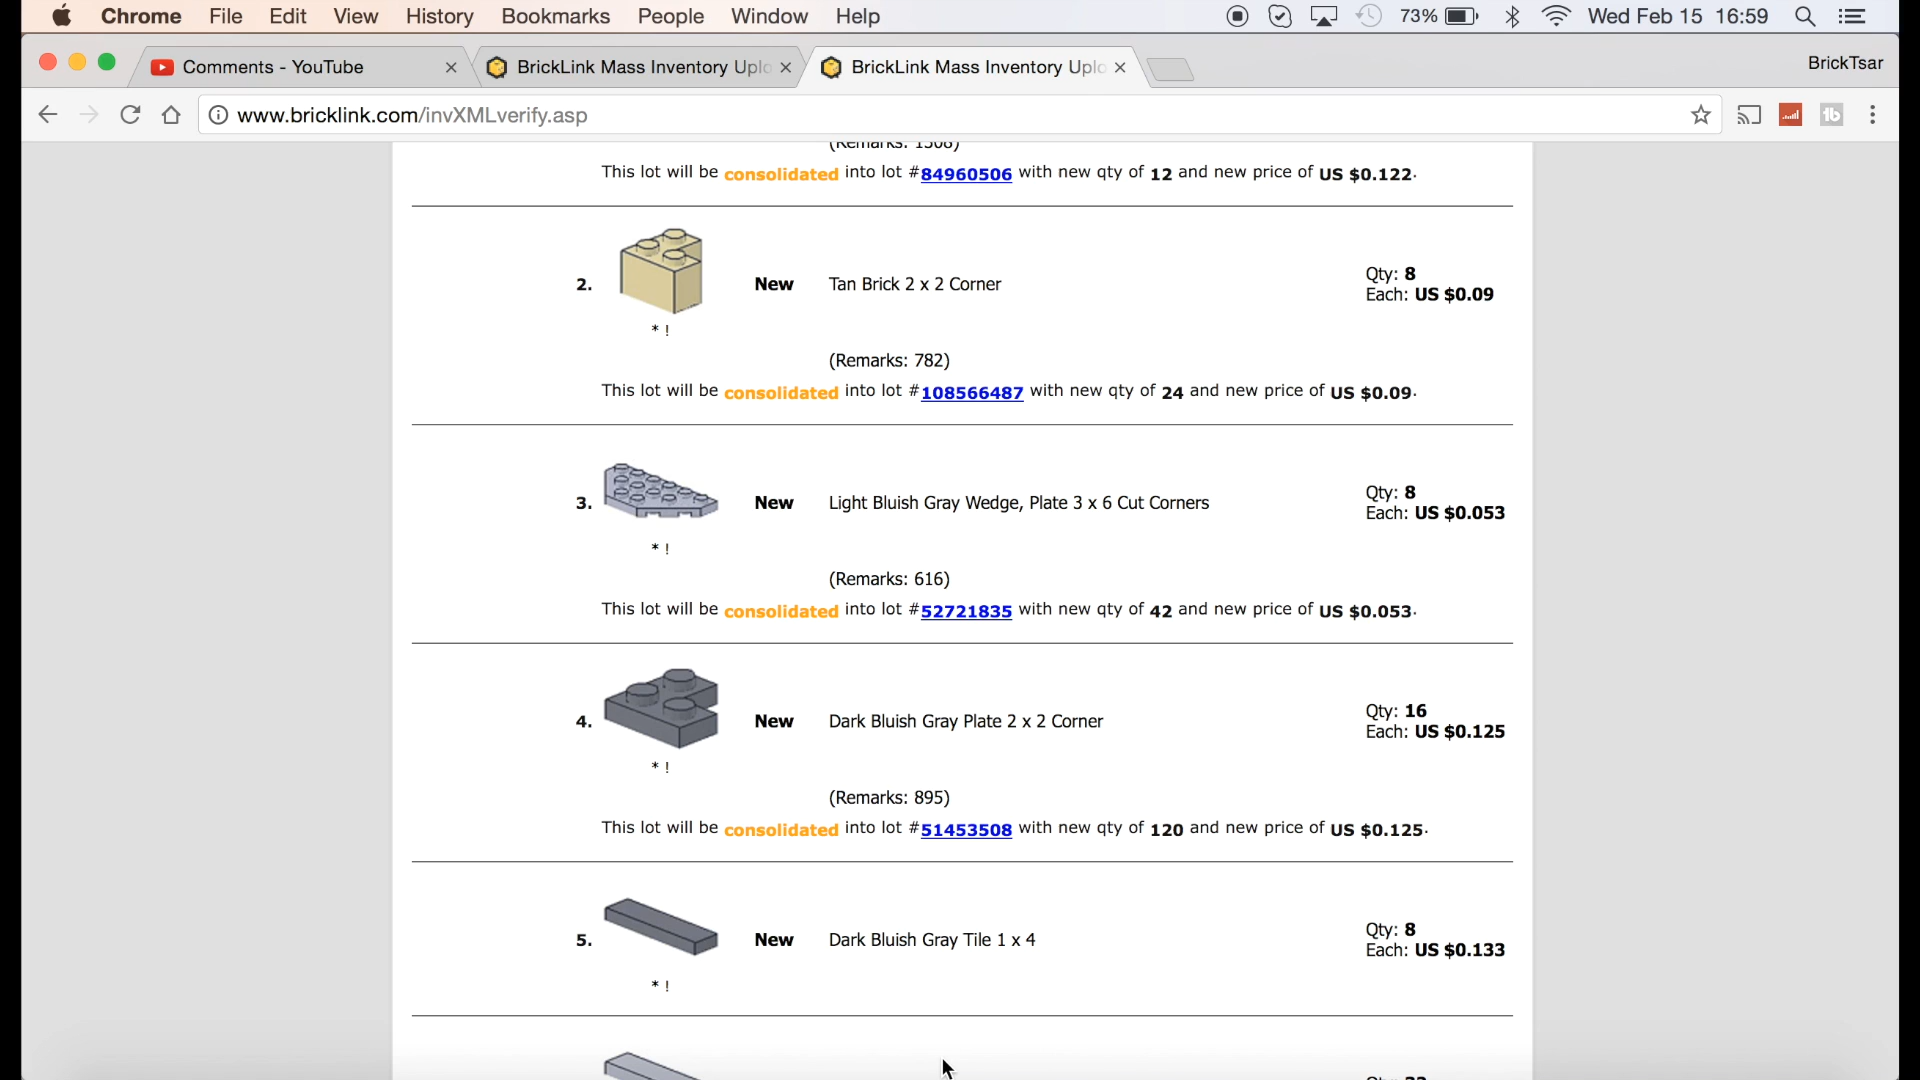 Chrome File Edit View History Bookmarks People Window Help 73% Wed Feb 15 16:59
Comments - YouTube
BrickLink Mass Inventory Uplo
BrickLink Mass Inventory Uplo
BrickTsar
www.bricklink.com/invXMLverify.asp
(Remarks: 1308)
This lot will be consolidated into lot #84960506 with new qty of 12 and new price of US $0.122.
2. New Tan Brick 2 x 2 Corner
Qty: 8
Each: US $0.09
* !
(Remarks: 782)
This lot will be consolidated into lot #108566487 with new qty of 24 and new price of US $0.09.
3. New Light Bluish Gray Wedge, Plate 3 x 6 Cut Corners
Qty: 8
Each: US $0.053
* !
(Remarks: 616)
This lot will be consolidated into lot #52721835 with new qty of 42 and new price of US $0.053.
4. New Dark Bluish Gray Plate 2 x 2 Corner
Qty: 16
Each: US $0.125
* !
(Remarks: 895)
This lot will be consolidated into lot #51453508 with new qty of 120 and new price of US $0.125.
5. New Dark Bluish Gray Tile 1 x 4
Qty: 8
Each: US $0.133
* !